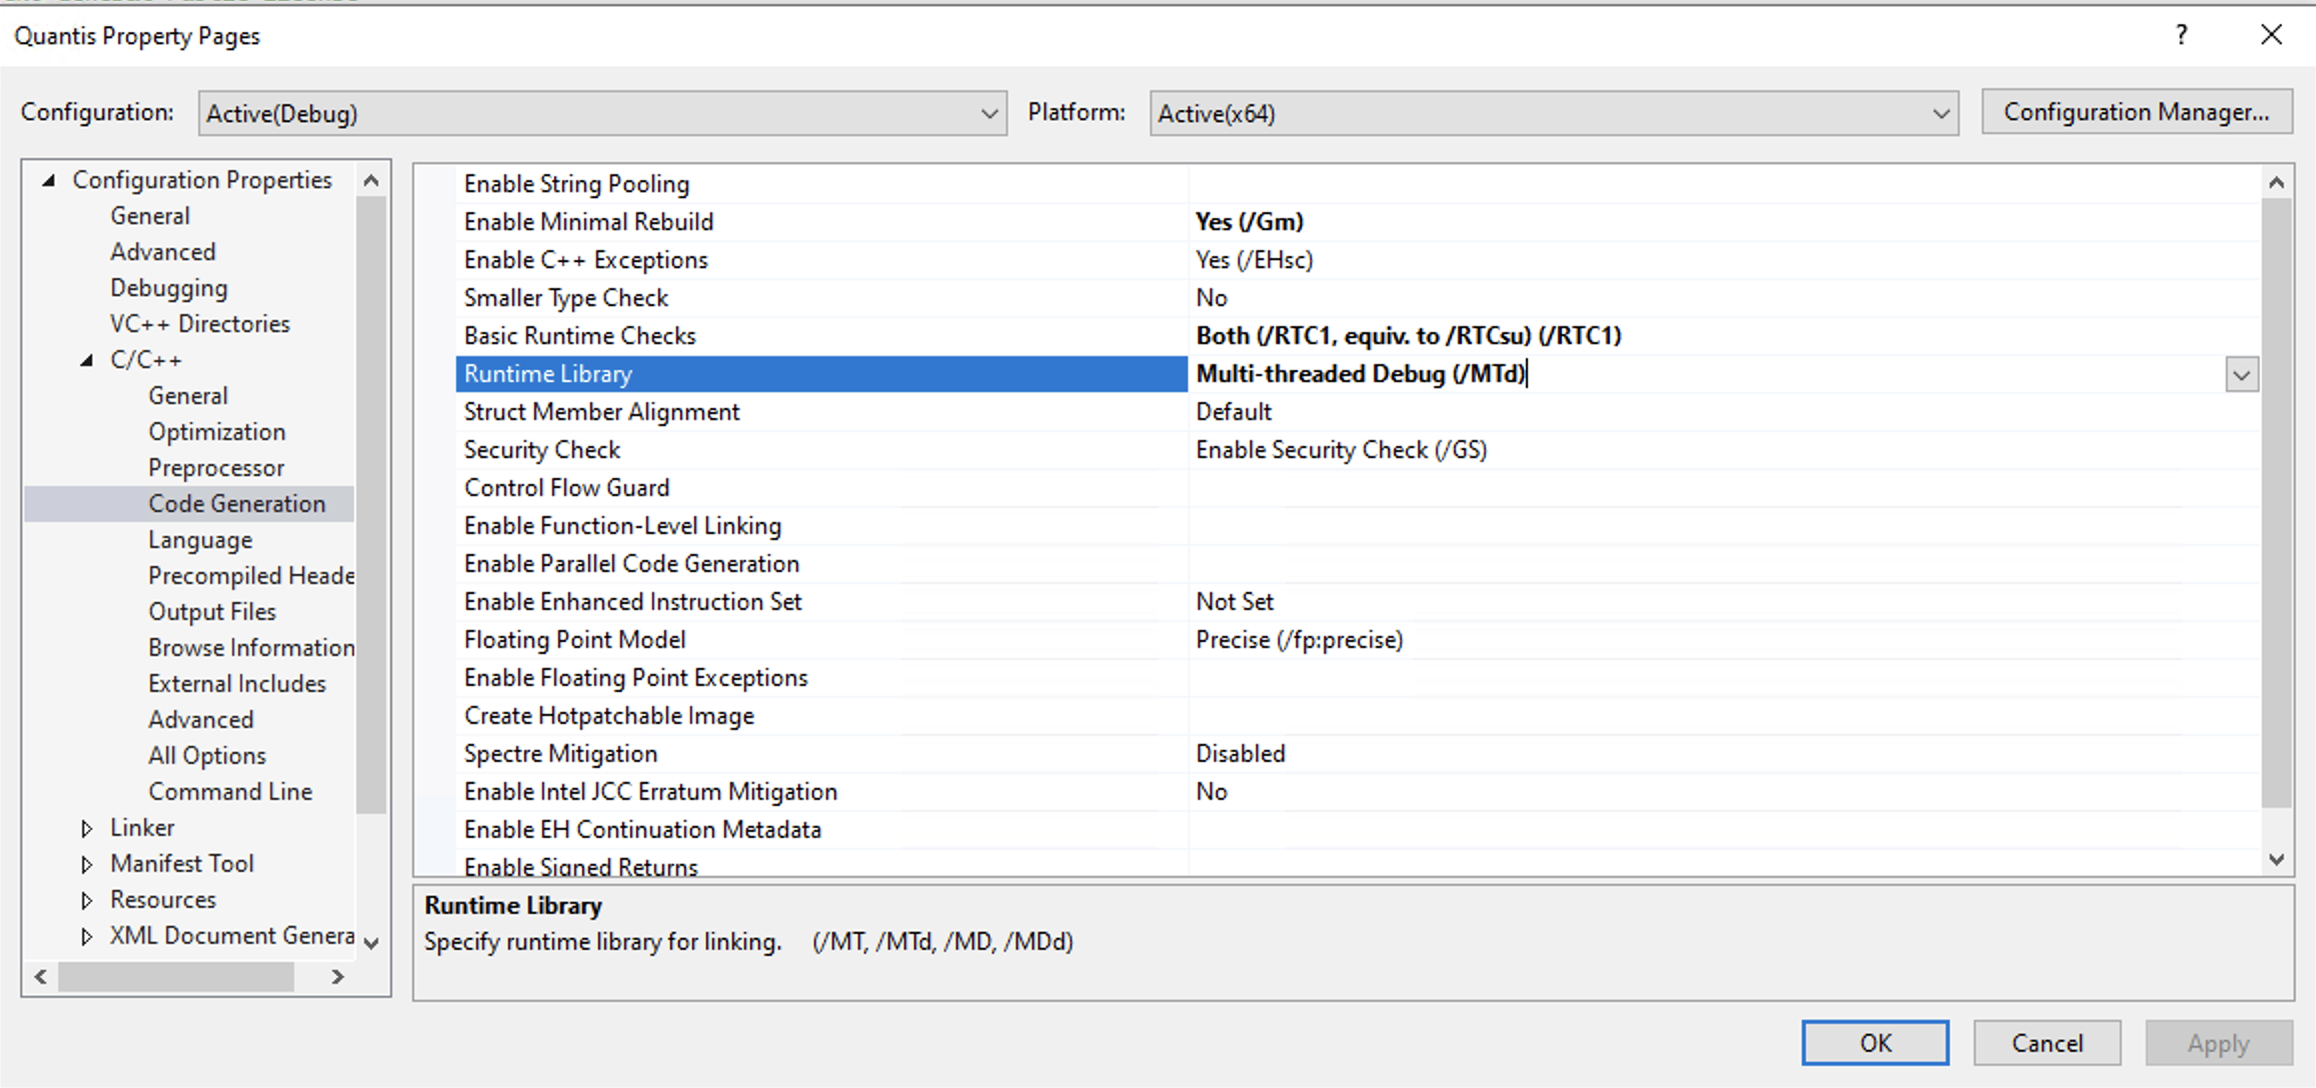 Quantis Property Pages
?
Configuration: Active(Debug) Platform: Active(x64) Configuration Manager...
Configuration Properties
General
Advanced
Debugging
VC++ Directories
C/C++
General
Optimization
Preprocessor
Code Generation
Language
Precompiled Heade
Output Files
Browse Information
External Includes
Advanced
All Options
Command Line
Linker
Manifest Tool
Resources
XML Document Genera
Enable String Pooling
Enable Minimal Rebuild Yes (/Gm)
Enable C++ Exceptions Yes (/EHsc)
Smaller Type Check No
Basic Runtime Checks Both (/RTC1, equiv. to /RTCsu) (/RTC1)
Runtime Library Multi-threaded Debug (/MTd)
Struct Member Alignment Default
Security Check Enable Security Check (/GS)
Control Flow Guard
Enable Function-Level Linking
Enable Parallel Code Generation
Enable Enhanced Instruction Set Not Set
Floating Point Model Precise (/fp:precise)
Enable Floating Point Exceptions
Create Hotpatchable Image
Spectre Mitigation Disabled
Enable Intel JCC Erratum Mitigation No
Enable EH Continuation Metadata
Enable Signed Returns
Runtime Library
Specify runtime library for linking. (/MT, /MTd, /MD, /MDd)
OK Cancel Apply